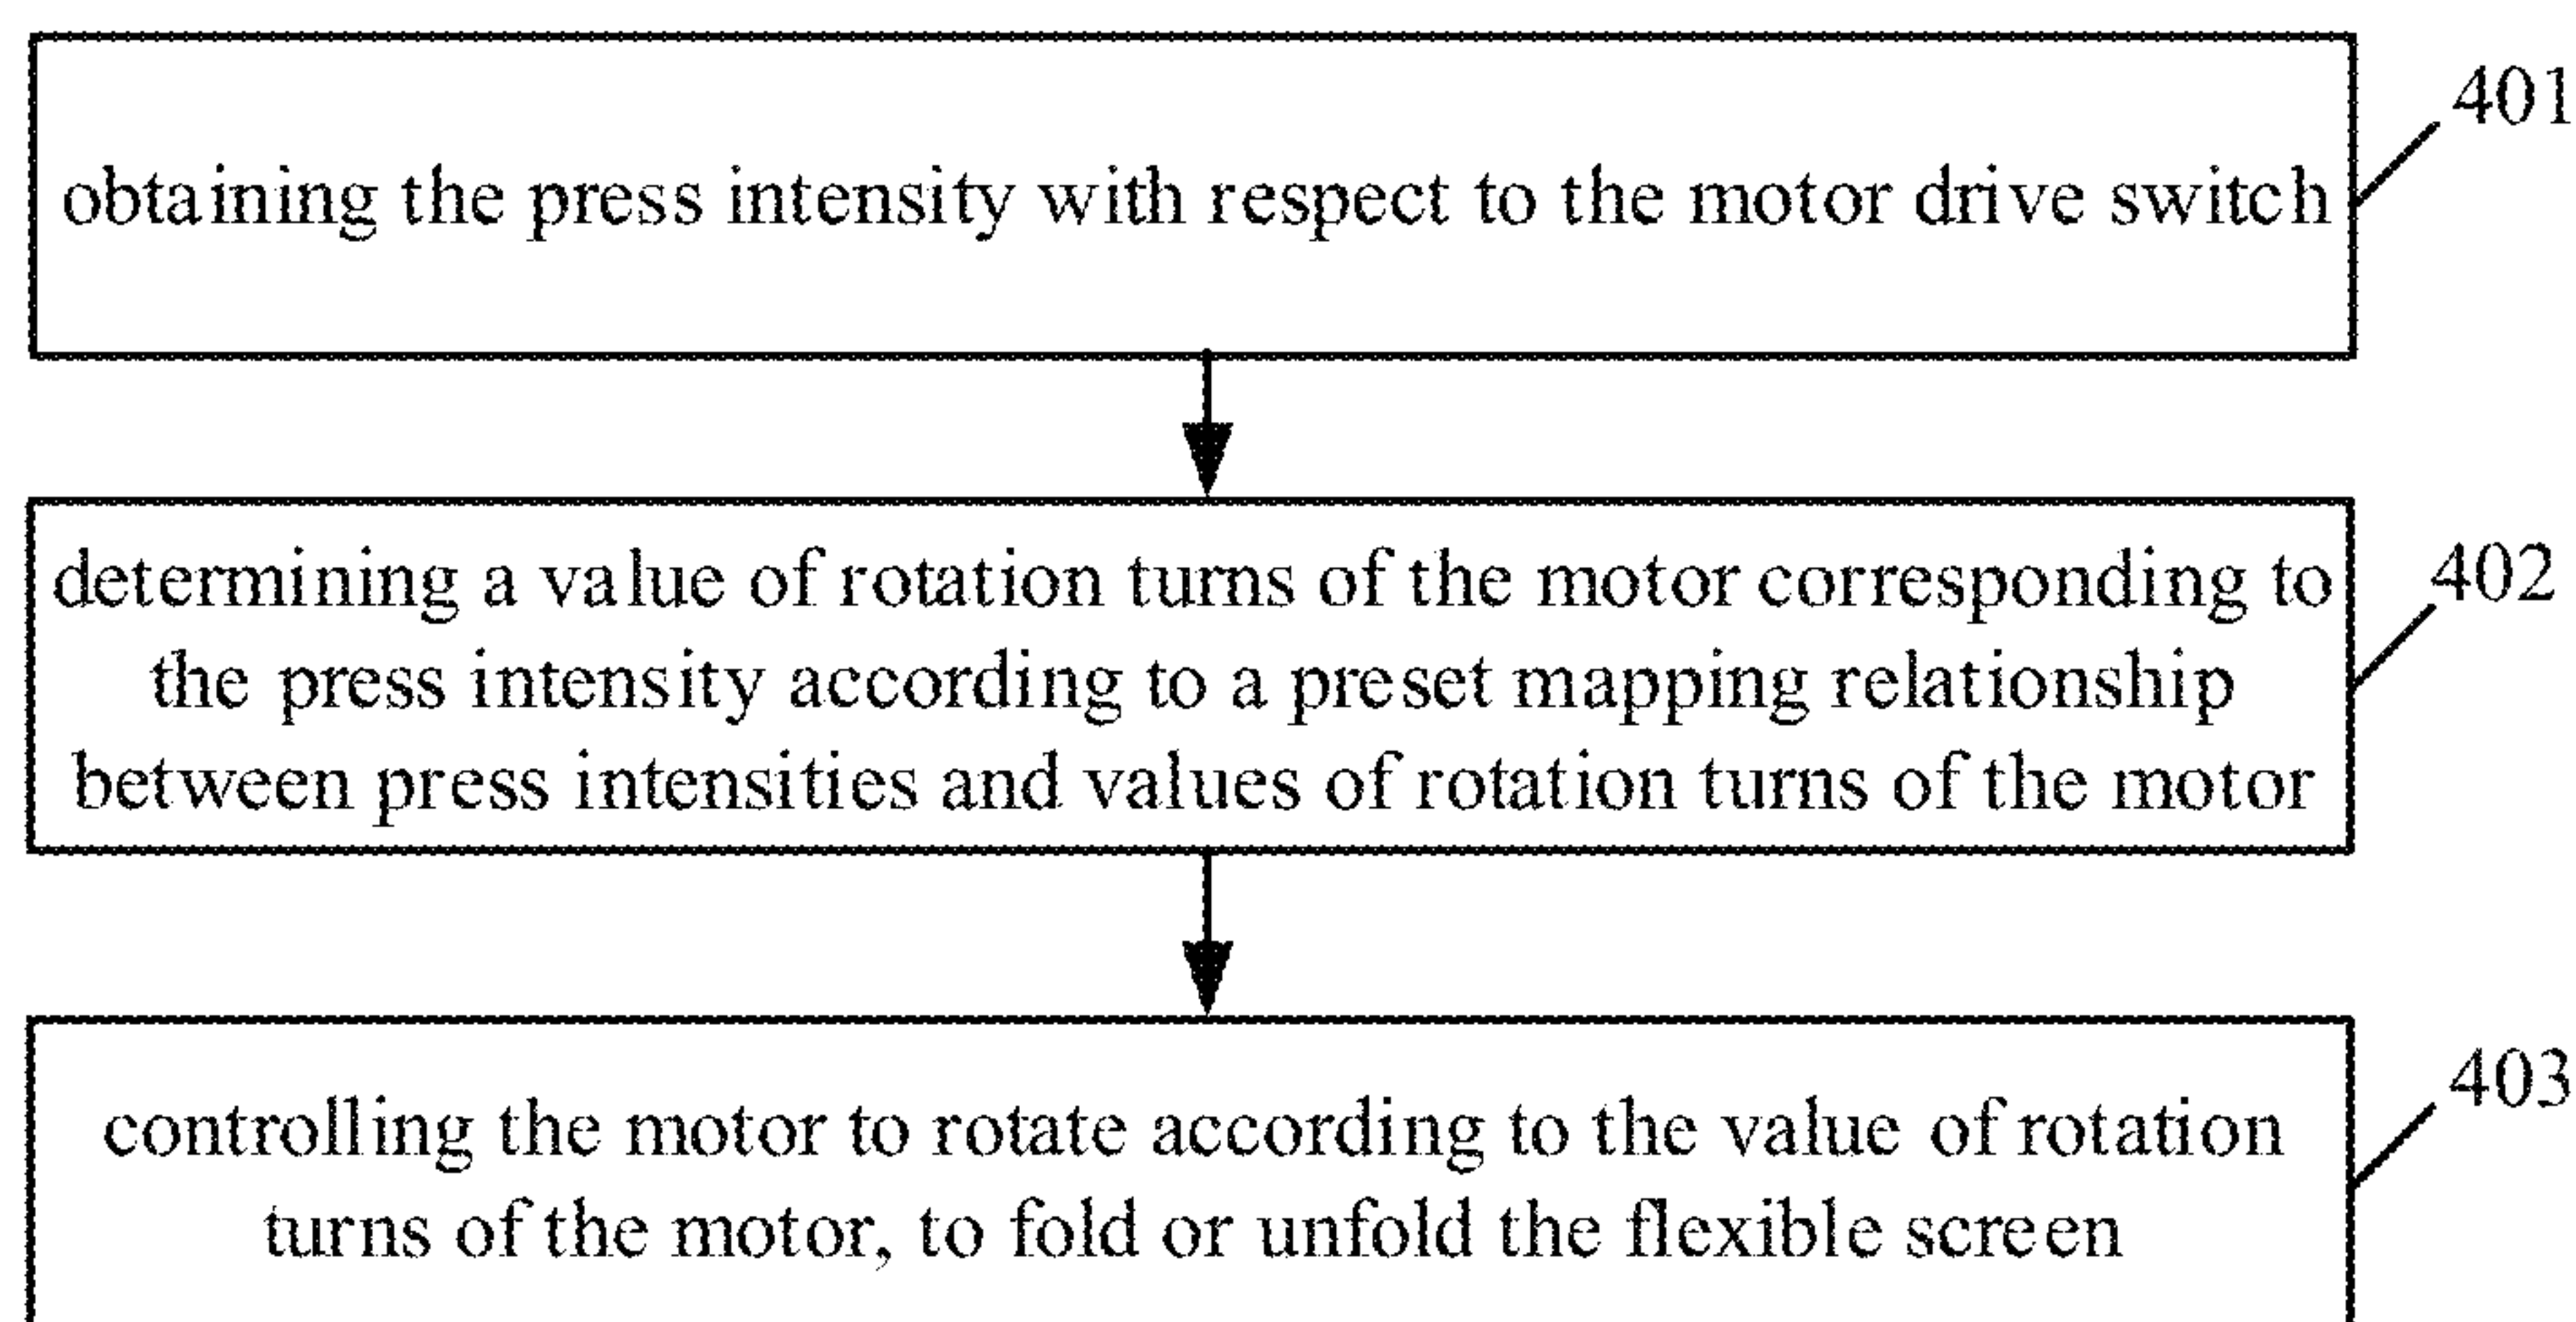 401
obtaining the press intensity with respect to the motor drive switch
402
determining a value of rotation turns of the motor corresponding to
the press intensity according to a preset mapping relationship
between press intensities and values of rotation turns of the motor
403
controlling the motor to rotate according to the value of rotation
turns of the motor, to fold or unfold the flexible screen